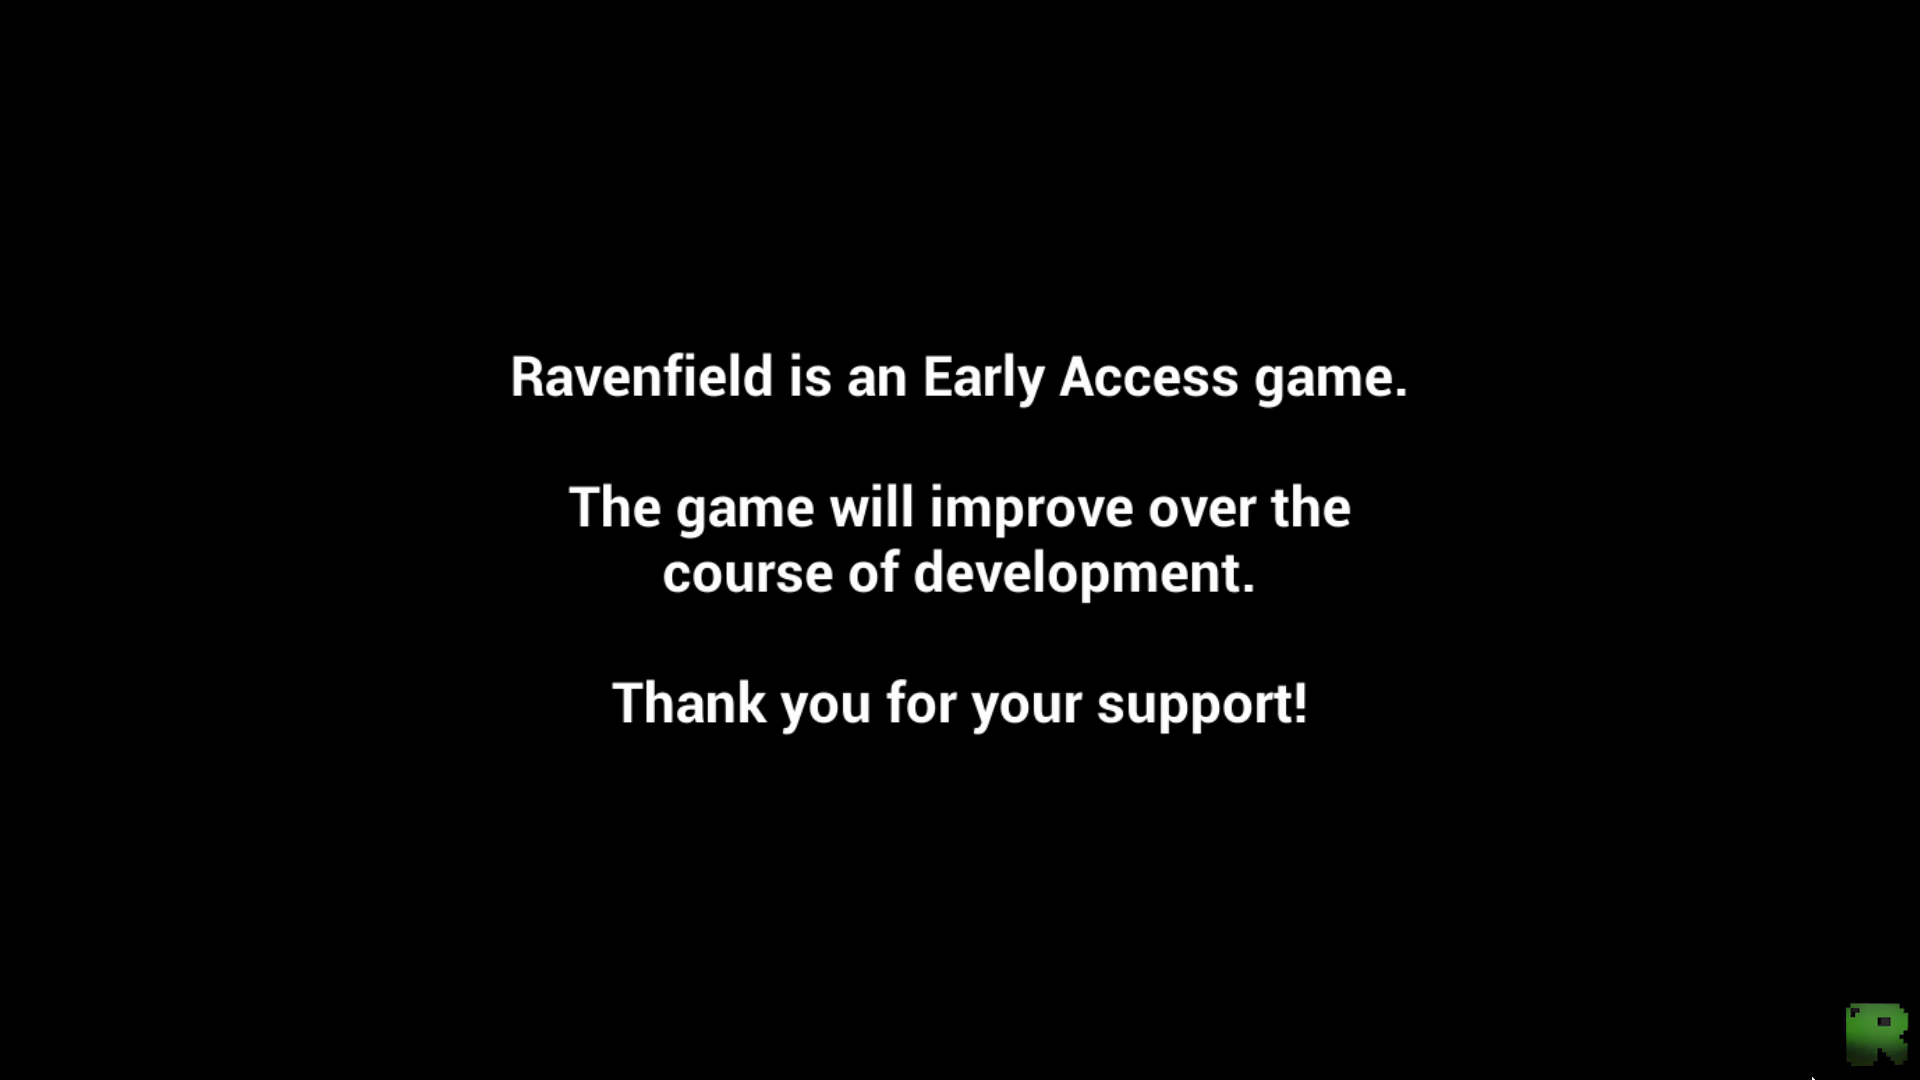 Ravenfield is an Early Access game.
The game will improve over the
course of development.
Thank you for your support!
R